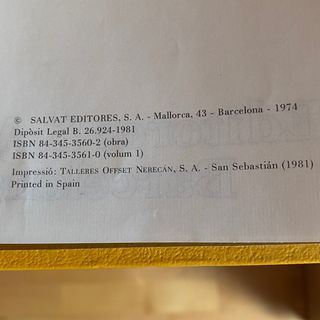 © SALVAT EDITORES, S. A. - Mallorca, 43 - Barcelona - 1974
Dipòsit Legal B. 26.924-1981
ISBN 84-345-3560-2 (obra)
ISBN 84-345-3561-0 (volum 1)
Impressió: TALLERES OFFSET NERECÁN, S. A. - San Sebastián (1981)
Printed in Spain